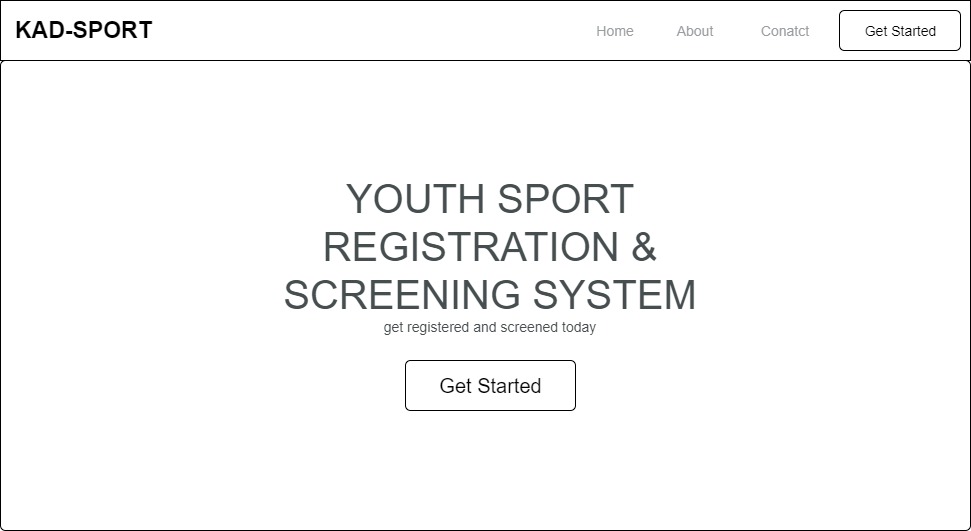 KAD-SPORT
Home
About
Conatct
Get Started
YOUTH SPORT
REGISTRATION &
SCREENING SYSTEM
get registered and screened today
Get Started